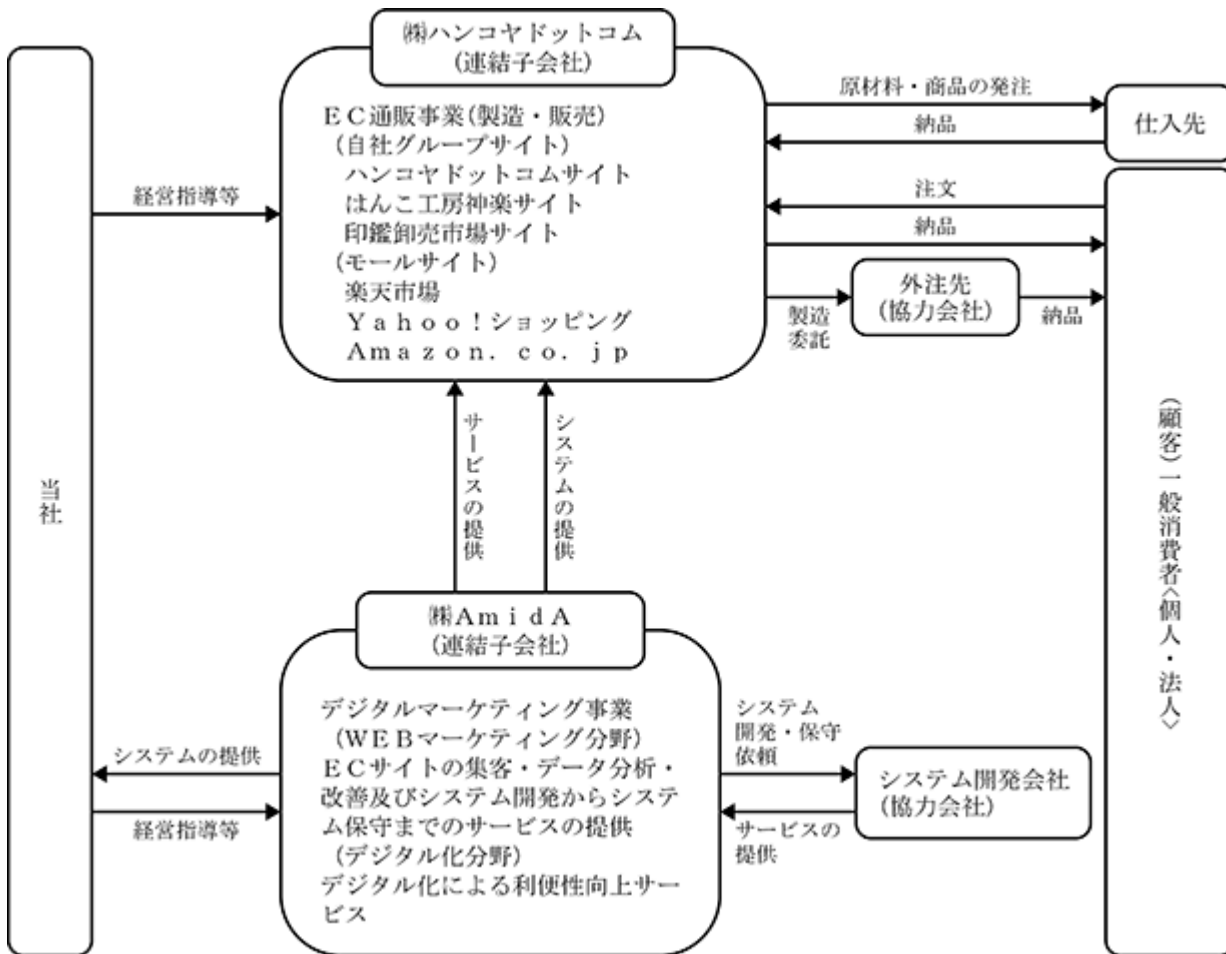 ㈱ハンコヤドットコム
(連結子会社)
ＥＣ通販事業(製造・販売)
(自社グループサイト)
ハンコヤドットコムサイト
はんこ工房神楽サイト
印鑑卸売市場サイト
(モールサイト)
楽天市場
Ｙａｈｏｏ！ショッピング
Ａｍａｚｏｎ．ｃｏ．ｊｐ
原材料・商品の発注
納品
仕入先
経営指導等
注文
納品
外注先
(協力会社)
製造
委託
納品
サービスの提供
システムの提供
当社
(顧客)一般消費者<個人・法人>
㈱ＡｍｉｄＡ
(連結子会社)
デジタルマーケティング事業
(ＷＥＢマーケティング分野)
ＥＣサイトの集客・データ分析・
改善及びシステム開発からシステ
ム保守までのサービスの提供
(デジタル化分野)
デジタル化による利便性向上サー
ビス
システムの提供
経営指導等
システム
開発・保守
依頼
システム開発会社
(協力会社)
サービスの
提供